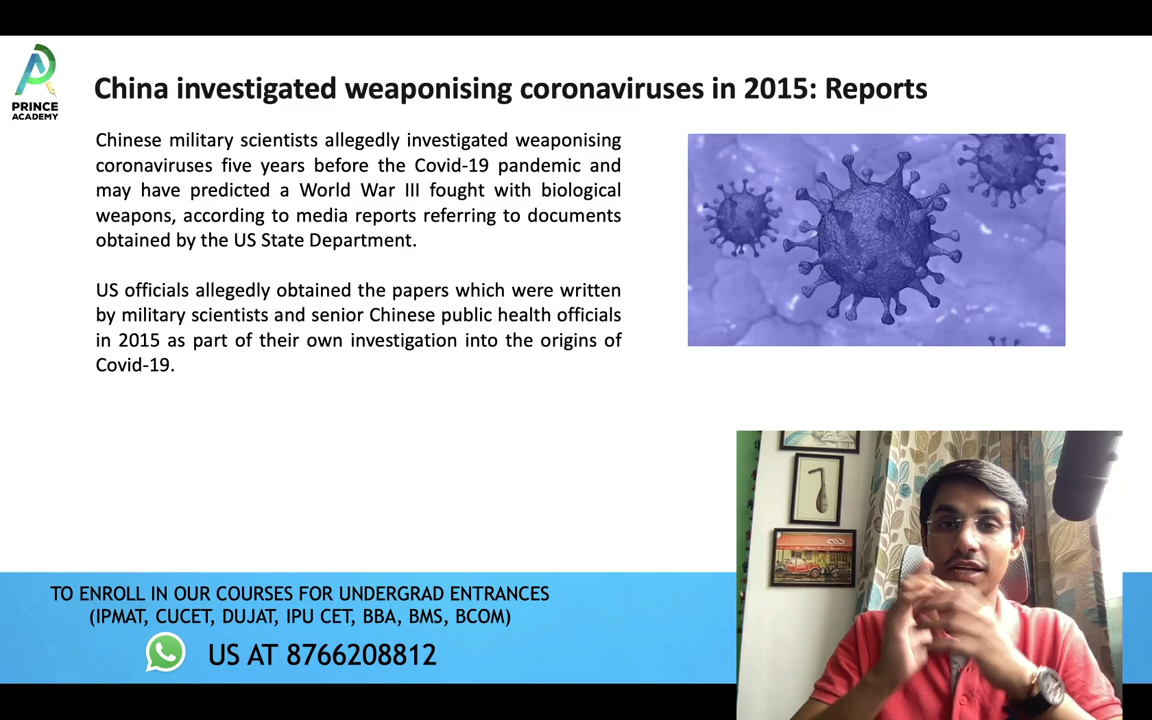 PRINCE
ACADEMY
China investigated weaponising coronaviruses in 2015: Reports
Chinese military scientists allegedly investigated weaponising
coronaviruses five years before the Covid-19 pandemic and
may have predicted a World War III fought with biological
weapons, according to media reports referring to documents
obtained by the US State Department.
US officials allegedly obtained the papers which were written
by military scientists and senior Chinese public health officials
in 2015 as part of their own investigation into the origins of
Covid-19.
TO ENROLL IN OUR COURSES FOR UNDERGRAD ENTRANCES
(IPMAT, CUCET, DUJAT, IPU CET, BBA, BMS, BCOM)
US AT 8766208812